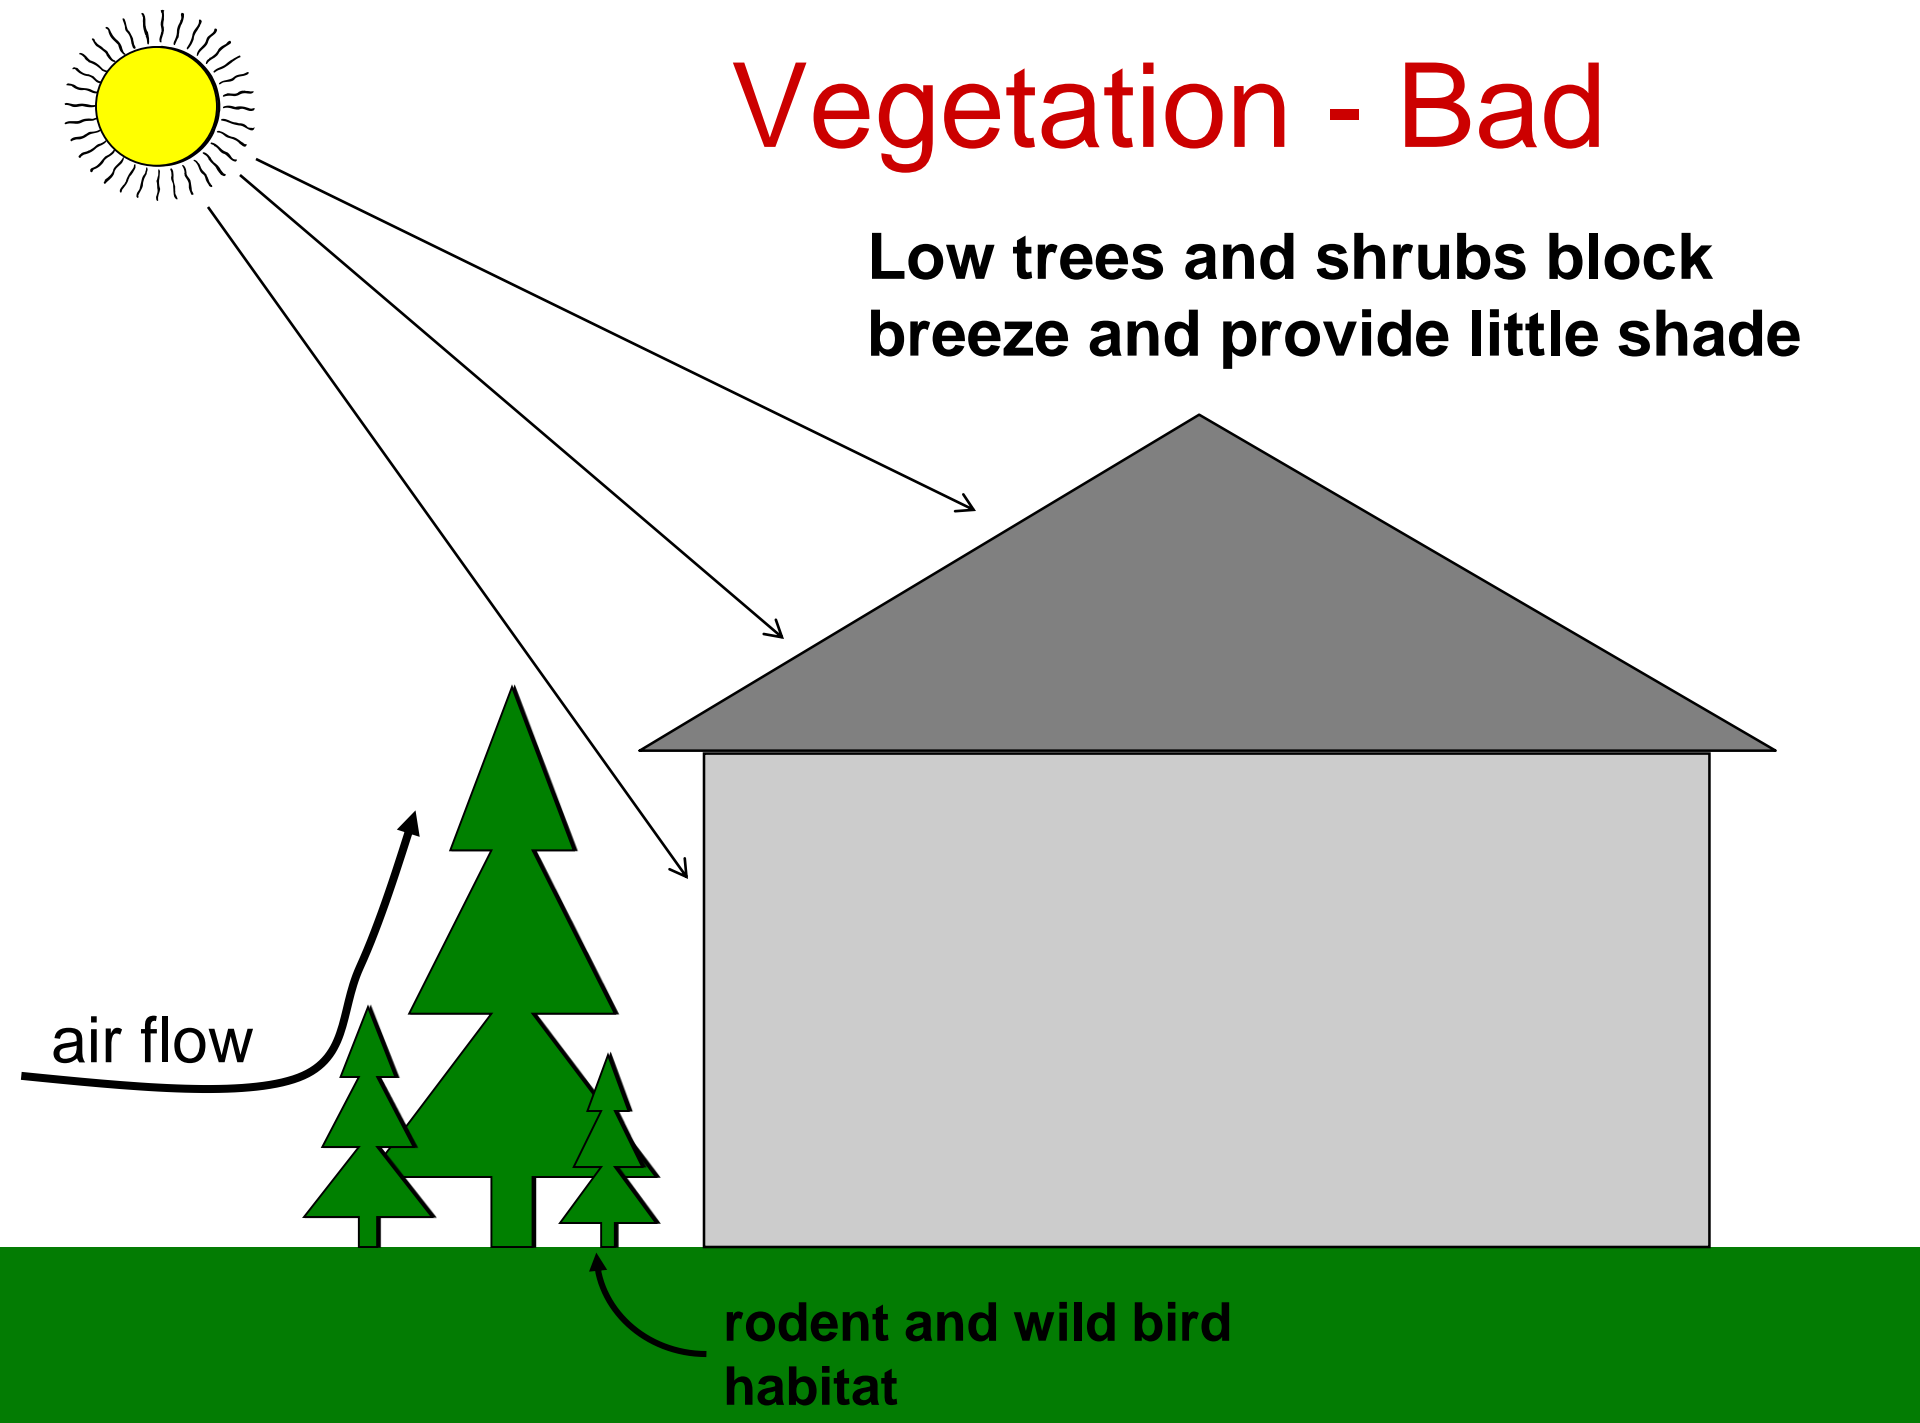 Vegetation - Bad
Low trees and shrubs block
breeze and provide little shade
air flow
rodent and wild bird
habitat